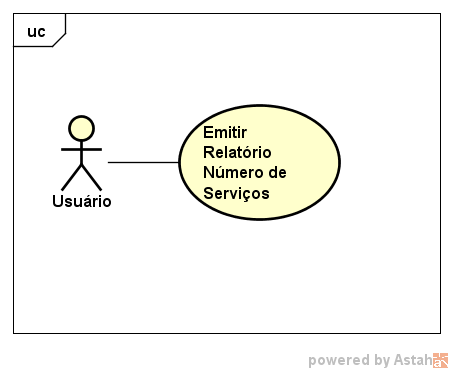 uc
Emitir
Relatório
Número de
Serviços
Usuário
powered by Astah